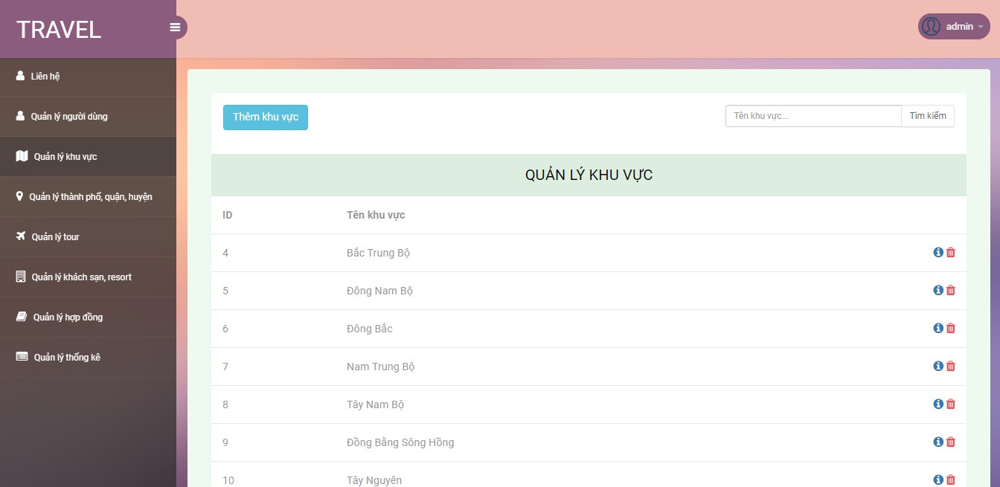 TRAVEL
admin
Liên hệ
Quản lý người dùng
Quản lý khu vực
Quản lý thành phố, quận, huyện
Quản lý tour
Quản lý khách sạn, resort
Quản lý hợp đồng
Quản lý thống kê
Thêm khu vực
Tên khu vực...
Tìm kiếm
QUẢN LÝ KHU VỰC
ID Tên khu vực
4 Bắc Trung Bộ
5 Đông Nam Bộ
6 Đông Bắc
7 Nam Trung Bộ
8 Tây Nam Bộ
9 Đồng Bằng Sông Hồng
10 Tây Nguyên